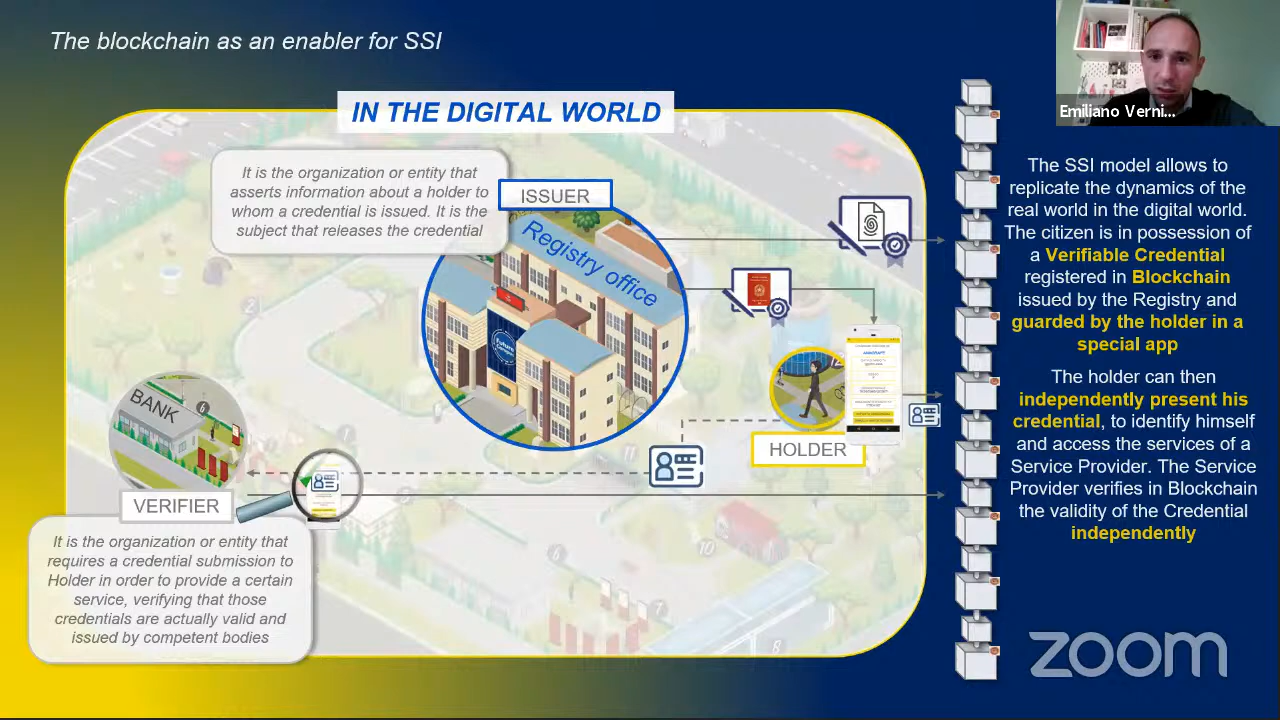 The blockchain as an enabler for SSI
IN THE DIGITAL WORLD
It is the organization or entity that
asserts information about a holder to
whom a credential is issued. It is the
subject that releases the credential
ISSUER
Registry office
BANK
6
2
VERIFIER
It is the organization or entity that
requires a credential submission to
Holder in order to provide a certain
service, verifying that those
credentials are actually valid and
issued by competent bodies
HOLDER
11
6
10
7
8
Emiliano Verni...
The SSI model allows to
replicate the dynamics of the
real world in the digital world.
The citizen is in possession of
a Verifiable Credential
registered in Blockchain
issued by the Registry and
guarded by the holder in a
special app
The holder can then
independently present his
credential, to identify himself
and access the services of a
Service Provider. The Service
Provider verifies in Blockchain
the validity of the Credential
independently
zoom